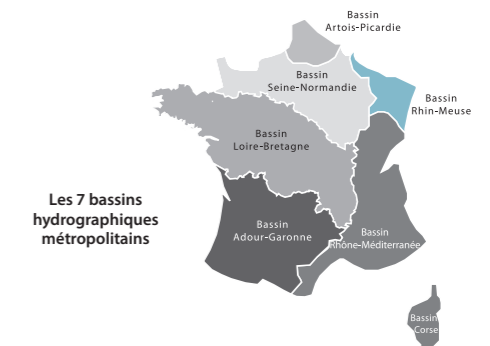 Bassin
Artois-Picardie
Bassin
Seine-Normandie
Bassin
Rhin-Meuse
Bassin
Loire-Bretagne
Les 7 bassins
hydrographiques
métropolitains
Bassin
Adour-Garonne
Bassin
Rhône-Méditerranée
Bassin
Corse